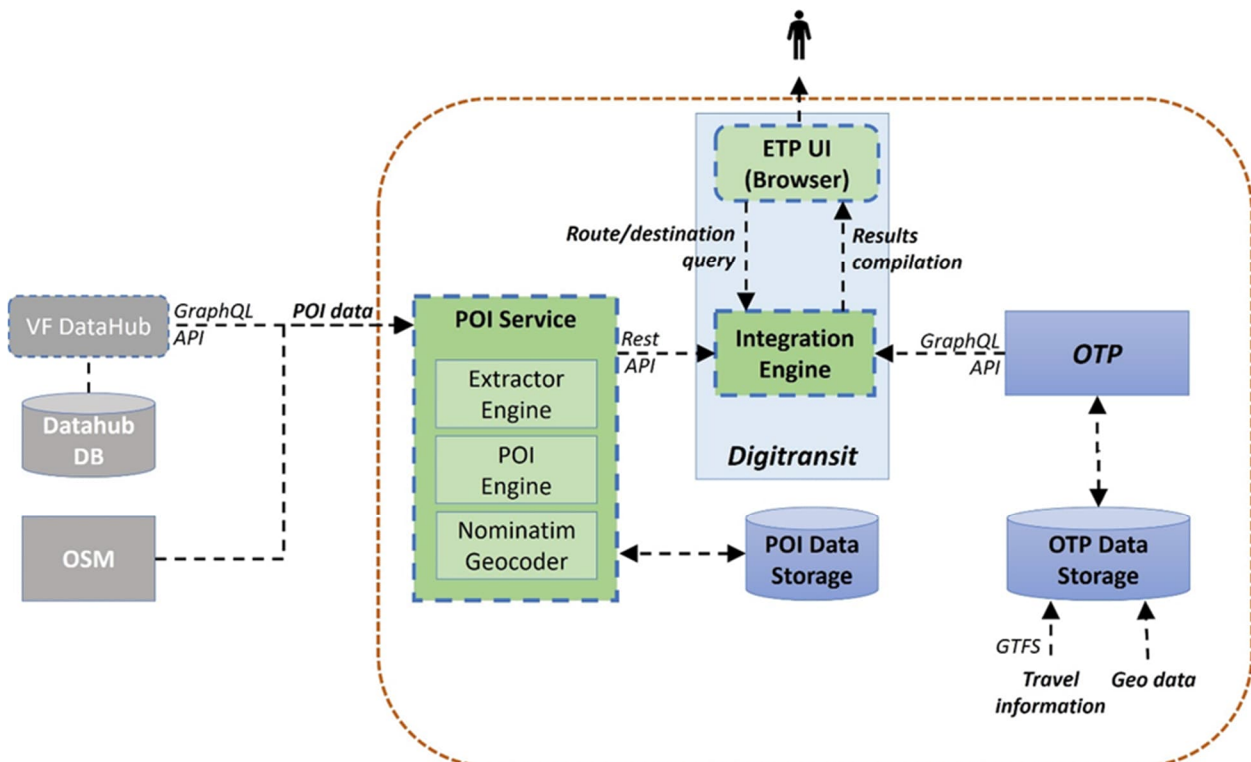 ETP UI
(Browser)
Route/destination
query
Results
compilation
VF DataHub
GraphQL
API
POI data
Datahub
DB
OSM
POI Service
Extractor
Engine
POI
Engine
Nominatim
Geocoder
Rest
API
Integration
Engine
Digitransit
GraphQL
API
OTP
POI Data
Storage
OTP Data
Storage
GTFS
Travel
information
Geo data